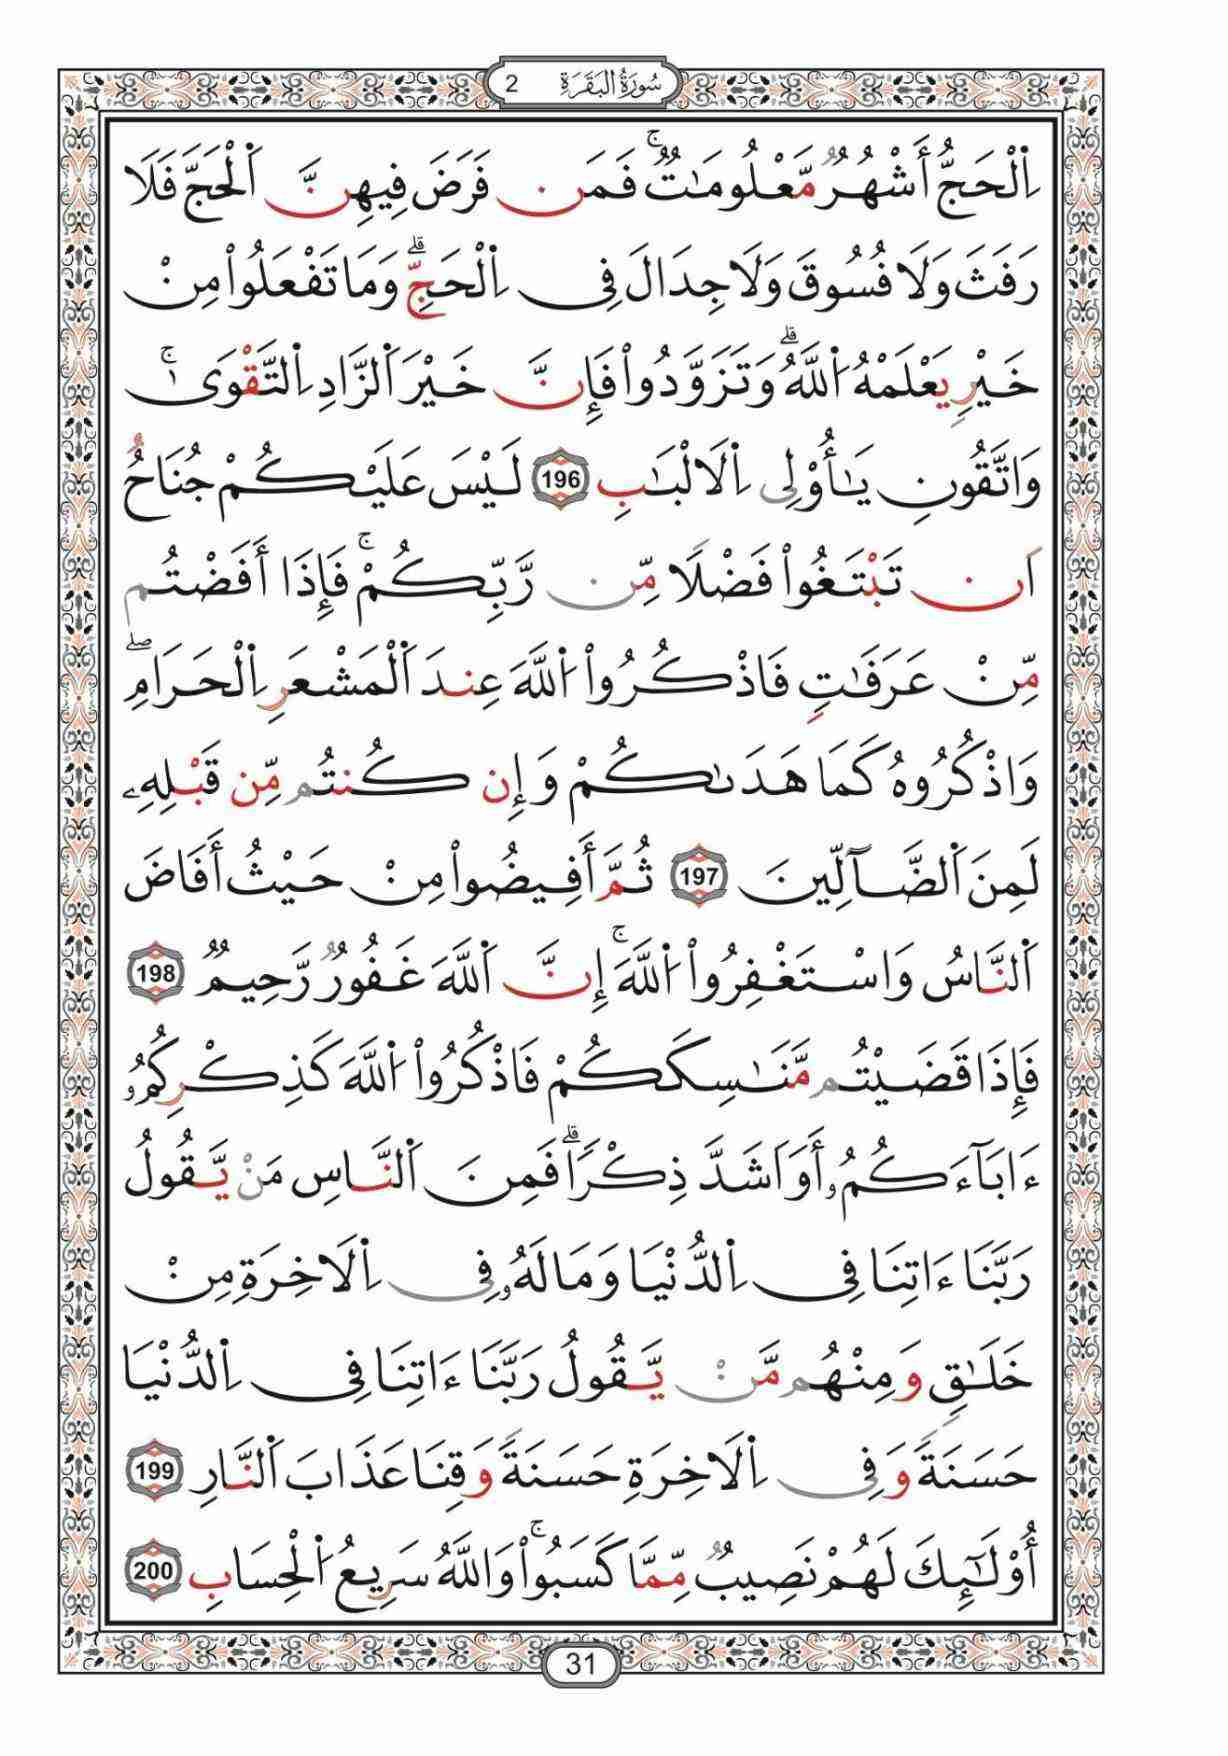 سُورَةُ البَقَرَةِ 2
اِ۬لْحَجُّ أَشْهُرٞ مَّعْلُومَٰتٞۖ فَمَن فَرَضَ فِيهِنَّ اَ۬لْحَجَّ فَلَا
رَفَثَ وَلَا فُسُوقَ وَلَا جِدَالَ فِي اِ۬لْحَجِّۗ وَمَا تَفْعَلُواْ مِنْ
خَيْرٖ يَعْلَمْهُ اُ۬للَّهُۗ وَتَزَوَّدُواْ فَإِنَّ خَيْرَ اَ۬لزَّادِ اِ۬لتَّقْوَىٰۚ
وَاتَّقُونِ يَٰأُوْلِي اِ۬لَالْبَٰبِ 196 لَيْسَ عَلَيْكُمْ جُنَاحٌ
اَن تَبْتَغُواْ فَضْلٗا مِّن رَّبِّكُمْۚ فَإِذَا أَفَضْتُم
مِّنْ عَرَفَٰتٖ فَاذْكُرُواْ اُ۬للَّهَ عِندَ اَ۬لْمَشْعَرِ اِ۬لْحَرَامِۖ
وَاذْكُرُوهُ كَمَا هَدَىٰكُمْ وَإِن كُنتُم مِّن قَبْلِهِۦ
لَمِنَ اَ۬لضَّآلِّينَ 197 ثُمَّ أَفِيضُواْ مِنْ حَيْثُ أَفَاضَ
اَ۬لنَّاسُ وَاسْتَغْفِرُواْ اُ۬للَّهَۚ إِنَّ اَ۬للَّهَ غَفُورٞ رَّحِيمٞ 198
فَإِذَا قَضَيْتُم مَّنَٰسِكَكُمْ فَاذْكُرُواْ اُ۬للَّهَ كَذِكْرِكُمُۥ
ءَابَآءَكُمُۥ أَوَ اَشَدَّ ذِكْرٗاۗ فَمِنَ اَ۬لنَّاسِ مَنْ يَّقُولُ
رَبَّنَا ءَاتِنَا فِي اِ۬لدُّنْيَا وَمَا لَهُۥ فِي اِ۬لَاخِرَةِ مِنْ
خَلَٰقٖ وَمِنْهُم مَّنْ يَّقُولُ رَبَّنَا ءَاتِنَا فِي اِ۬لدُّنْيَا
حَسَنَةٗ وَفِي اِ۬لَاخِرَةِ حَسَنَةٗ وَقِنَا عَذَابَ اَ۬لنَّارِ 199
أُوْلَٰٓئِكَ لَهُمْ نَصِيبٞ مِّمَّا كَسَبُواْۚ وَاللَّهُ سَرِيعُ اُ۬لْحِسَابِ 200
31